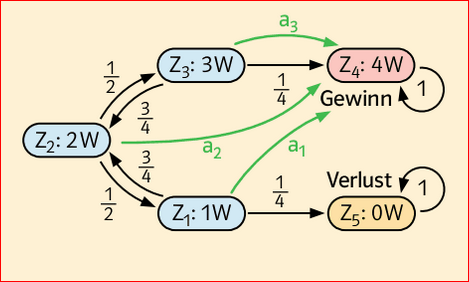 a₃
Z₃: 3W
Z₄: 4W
1/2
1/4
1
3/4
Gewinn
Z₂: 2W
a₂
a₁
3/4
1/2
1/4
Verlust
1
Z₁: 1W
Z₅: 0W